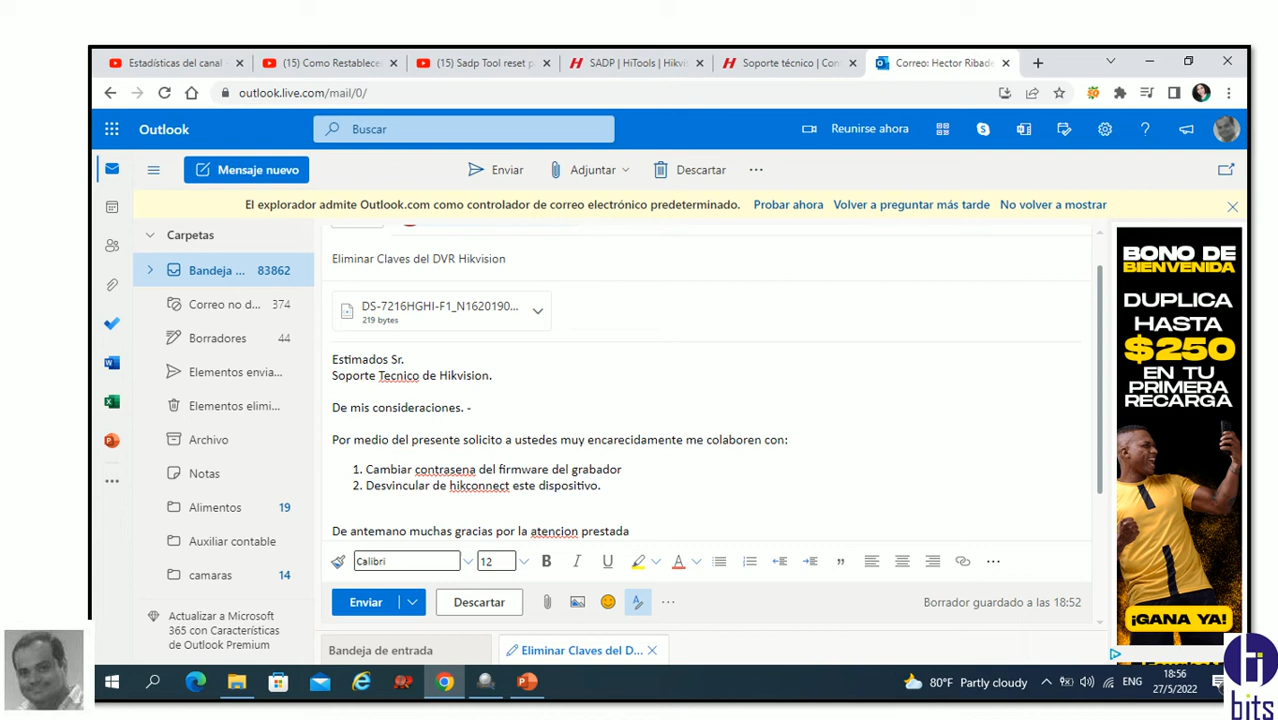 Estadísticas del canal
(15) Como Restablece
(15) Sadp Tool reset p
SADP | HiTools | Hikvi
Soporte técnico | Con
Correo: Hector Ribade
outlook.live.com/mail/0/
Outlook
Buscar
Reunirse ahora
Mensaje nuevo
Enviar
Adjuntar
Descartar
El explorador admite Outlook.com como controlador de correo electrónico predeterminado.
Probar ahora
Volver a preguntar más tarde
No volver a mostrar
Carpetas
Bandeja ... 83862
Correo no d... 374
Borradores 44
Elementos envia...
Elementos elimi...
Archivo
Notas
Alimentos 19
Auxiliar contable
camaras 14
Actualizar a Microsoft
365 con Características
de Outlook Premium
Eliminar Claves del DVR Hikvision
DS-7216HGHI-F1_N1620190...
219 bytes
Estimados Sr.
Soporte Tecnico de Hikvision.
De mis consideraciones. -
Por medio del presente solicito a ustedes muy encarecidamente me colaboren con:
1. Cambiar contrasena del firmware del grabador
2. Desvincular de hikconnect este dispositivo.
De antemano muchas gracias por la atencion prestada
Calibri
12
B I U
Enviar
Descartar
Borrador guardado a las 18:52
Bandeja de entrada
Eliminar Claves del D...
BONO DE
BIENVENIDA
DUPLICA
HASTA
$250
EN TU
PRIMERA
RECARGA
¡GANA YA!
80°F Partly cloudy
ENG
18:56
27/5/2022
hj
bits